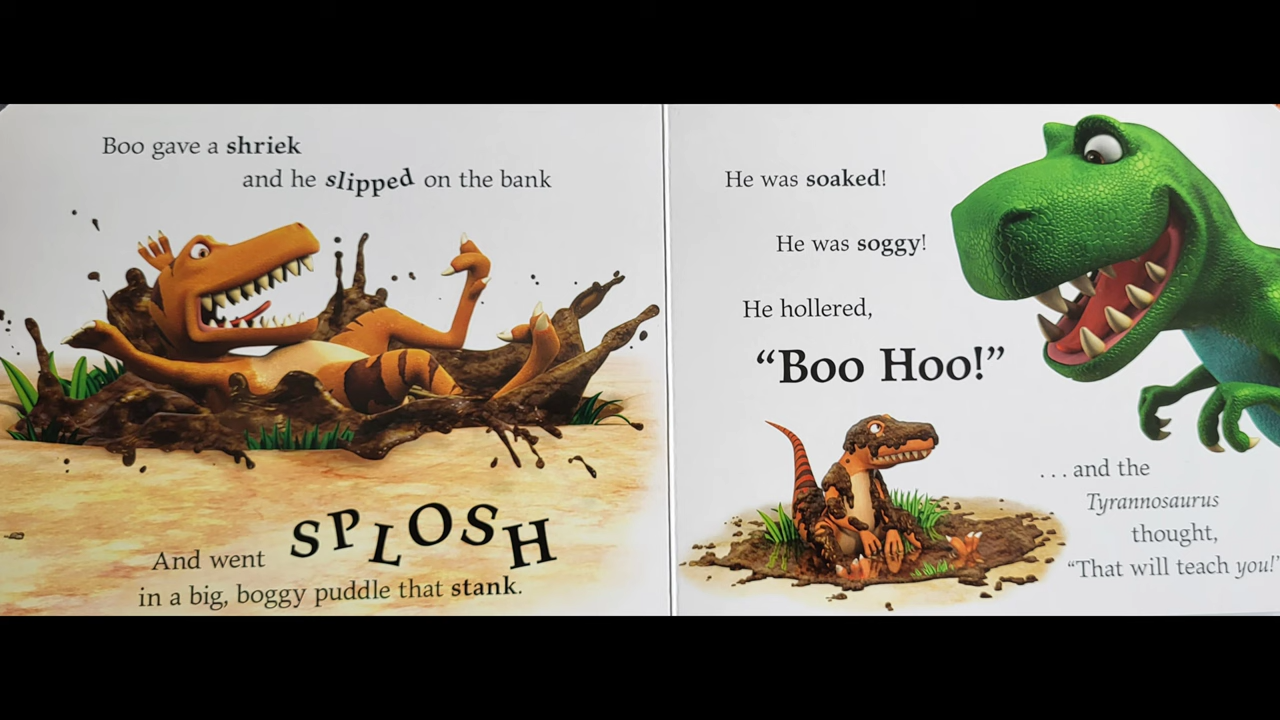 Boo gave a shriek
and he slipped on the bank
And went SPLOSH
in a big, boggy puddle that stank.
He was soaked!
He was soggy!
He hollered,
“Boo Hoo!”
. . . and the
Tyrannosaurus
thought,
“That will teach you!”